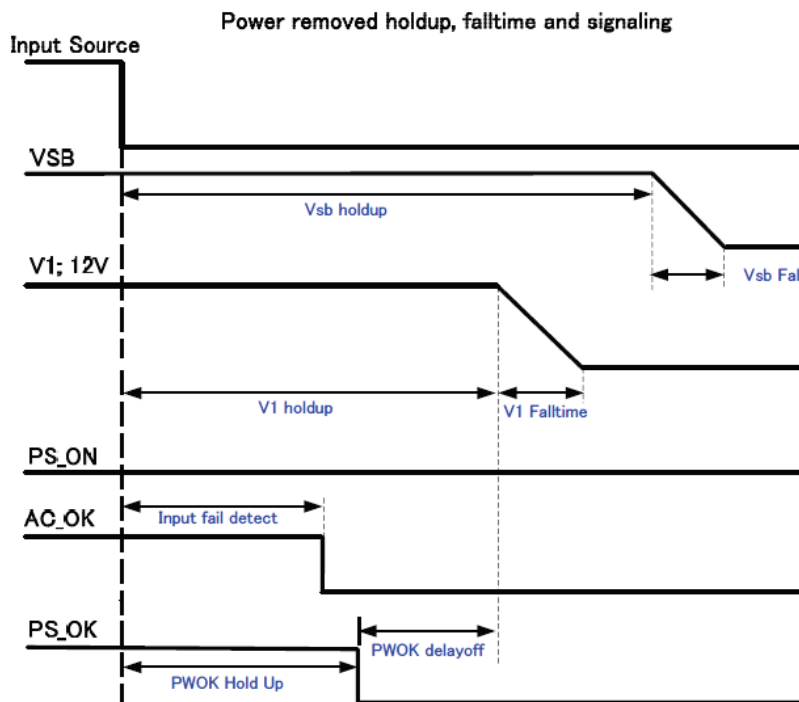 Power removed holdup, falltime and signaling
Input Source
VSB
Vsb holdup
V1; 12V
Vsb Fal
V1 holdup
V1 Falltime
PS_ON
Input fail detect
AC_OK
PS_OK
PWOK delayoff
PWOK Hold Up